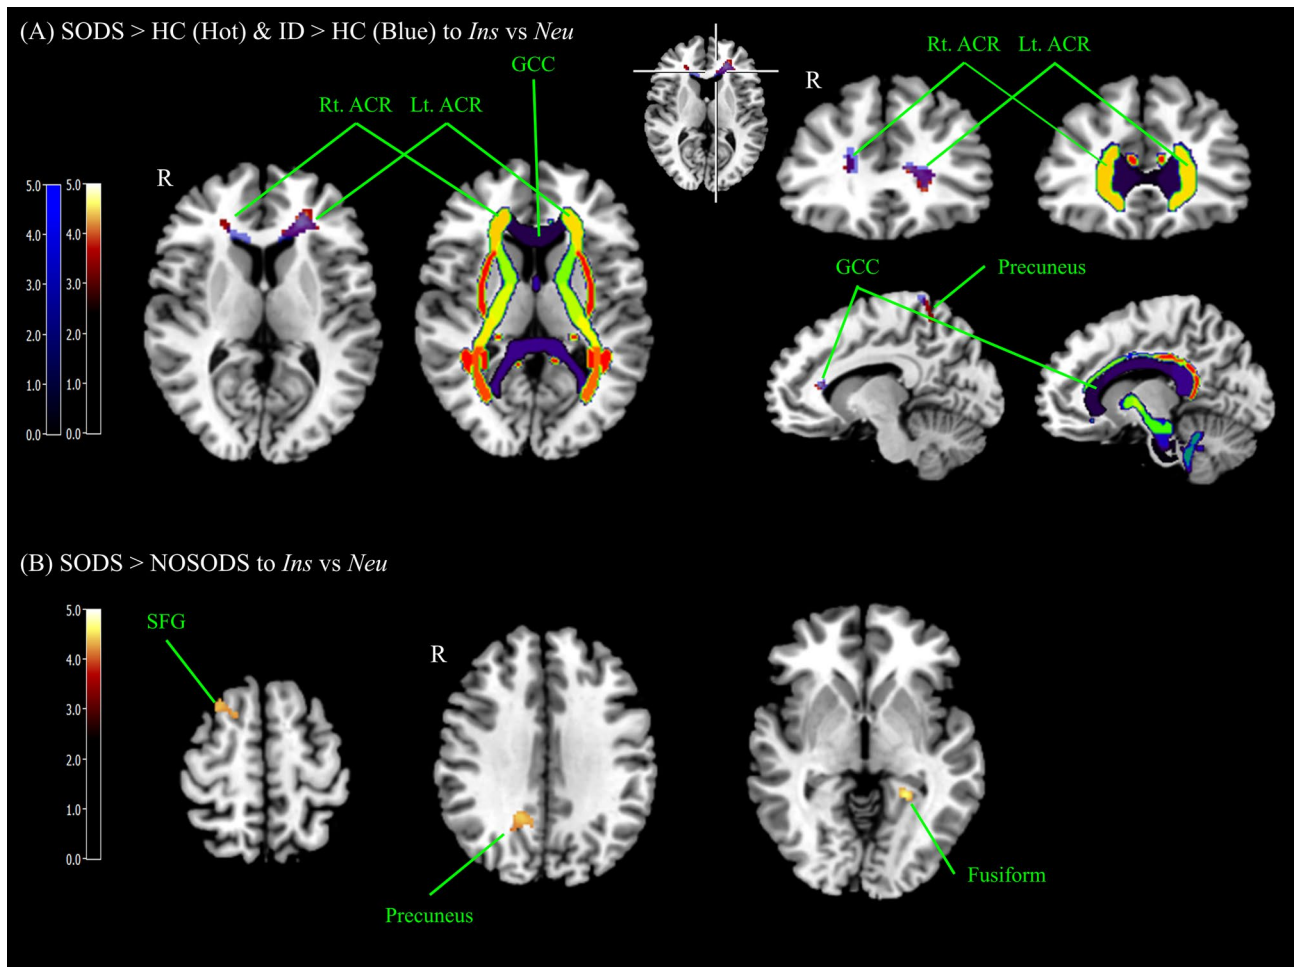 (A) SODS > HC (Hot) & ID > HC (Blue) to Ins vs Neu
GCC
Rt. ACR Lt. ACR
Rt. ACR Lt. ACR
R
R
5.0 5.0
4.0 4.0
3.0 3.0
2.0 2.0
1.0 1.0
0.0 0.0
GCC
Precuneus
(B) SODS > NOSODS to Ins vs Neu
5.0
4.0
3.0
2.0
1.0
0.0
SFG
R
Precuneus
Fusiform